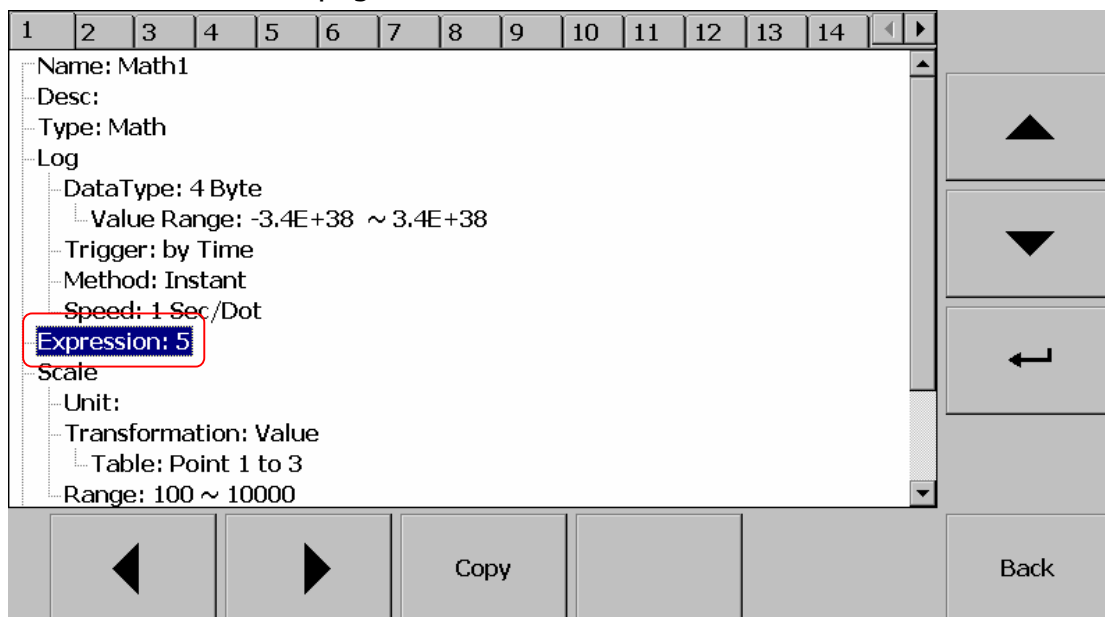 1 2 3 4 5 6 7 8 9 10 11 12 13 14
Name: Math1
Desc:
Type: Math
Log
DataType: 4 Byte
Value Range: -3.4E+38 ~ 3.4E+38
Trigger: by Time
Method: Instant
Speed: 1 Sec/Dot
Expression: 5
Scale
Unit:
Transformation: Value
Table: Point 1 to 3
Range: 100 ~ 10000
Copy
Back